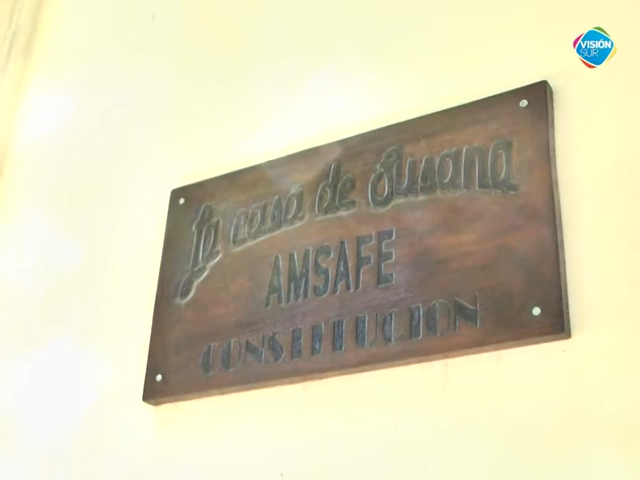 VISIÓN
SUR
La casa de Susana
AMSAFE
CONSTITUCION